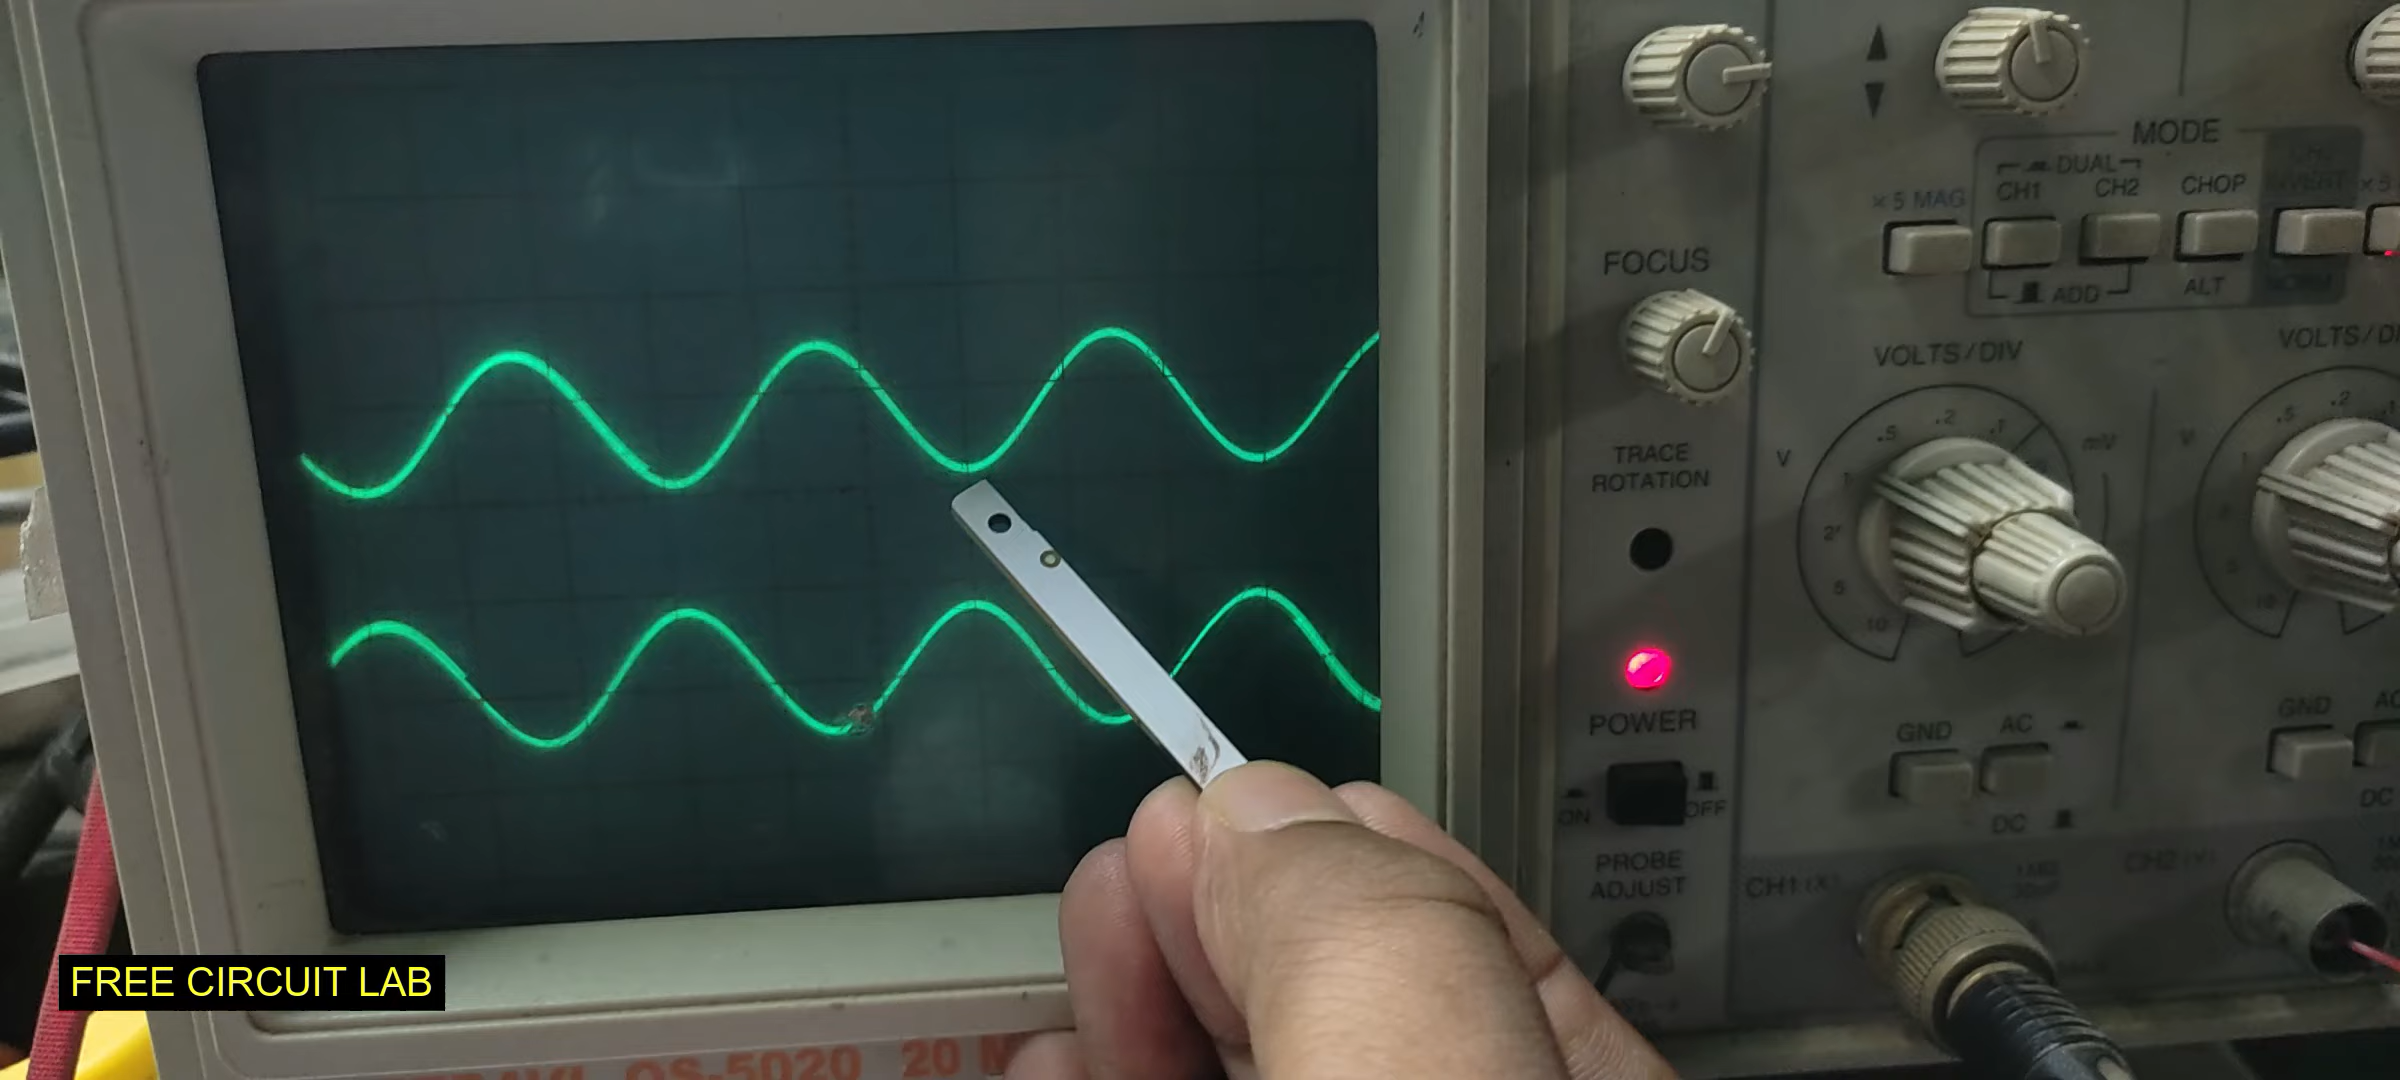 MODE
DUAL
CH1
CH2
CHOP
× 5 MAG
ADD
ALT
FOCUS
VOLTS/DIV
VOLTS/D
.5
.2
.1
mV
V
1
2
5
10
V
.5
.2
TRACE
ROTATION
POWER
ON
OFF
GND
AC
DC
GND
DC
PROBE
ADJUST
CH1 (X)
CH2 (Y)
FREE CIRCUIT LAB
OS-5020 20 M